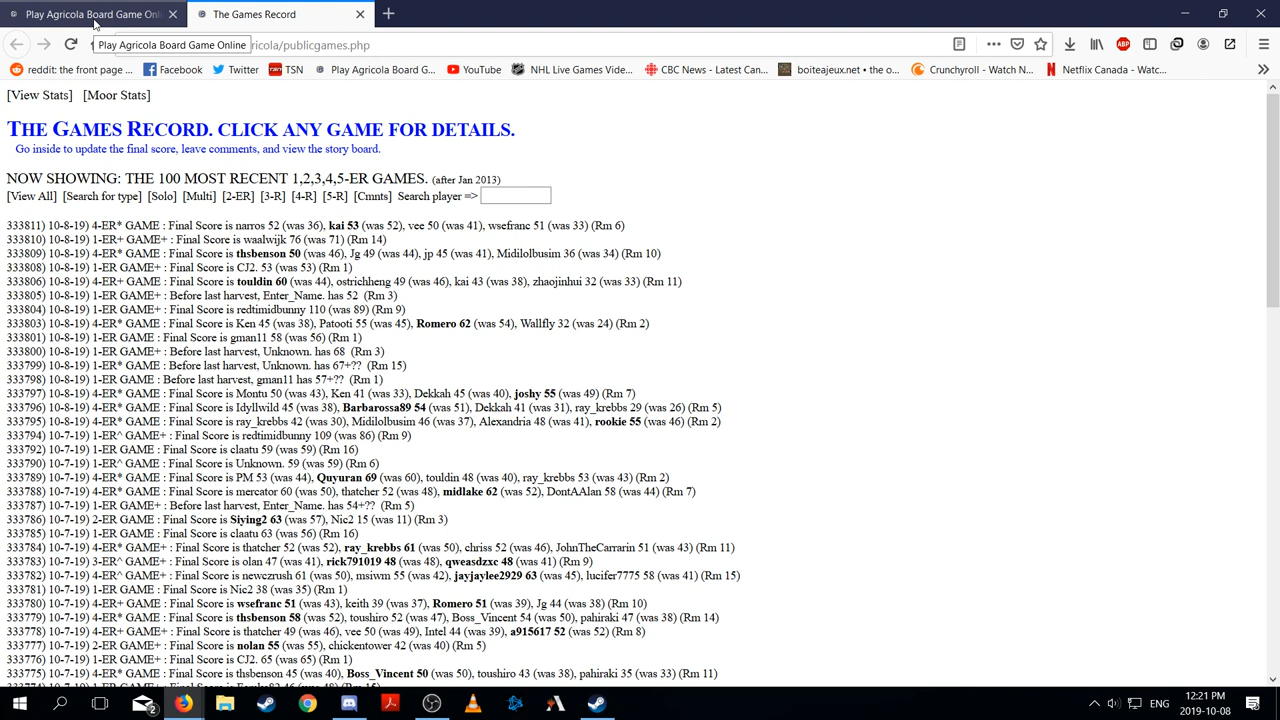 Play Agricola Board Game Onl
The Games Record
Play Agricola Board Game Online
ricola/publicgames.php
reddit: the front page ...
Facebook
Twitter
TSN
Play Agricola Board G...
YouTube
NHL Live Games Video...
CBC News - Latest Can...
boiteajeux.net • the o...
Crunchyroll - Watch N...
Netflix Canada - Watc...
[View Stats] [Moor Stats]
THE GAMES RECORD. CLICK ANY GAME FOR DETAILS.
Go inside to update the final score, leave comments, and view the story board.
NOW SHOWING: THE 100 MOST RECENT 1,2,3,4,5-ER GAMES. (after Jan 2013)
[View All] [Search for type] [Solo] [Multi] [2-ER] [3-R] [4-R] [5-R] [Cmnts] Search player =>
333811) 10-8-19) 4-ER* GAME : Final Score is narros 52 (was 36), kai 53 (was 52), vee 50 (was 41), wsefranc 51 (was 33) (Rm 6)
333810) 10-8-19) 1-ER+ GAME+ : Final Score is waalwijk 76 (was 71) (Rm 14)
333809) 10-8-19) 4-ER* GAME : Final Score is thsbenson 50 (was 46), Jg 49 (was 44), jp 45 (was 41), Midilolbusim 36 (was 34) (Rm 10)
333808) 10-8-19) 1-ER GAME+ : Final Score is CJ2. 53 (was 53) (Rm 1)
333806) 10-8-19) 4-ER+ GAME : Final Score is touldin 60 (was 44), ostrichheng 49 (was 46), kai 43 (was 38), zhaojinhui 32 (was 33) (Rm 11)
333805) 10-8-19) 1-ER GAME+ : Before last harvest, Enter_Name. has 52 (Rm 3)
333804) 10-8-19) 1-ER GAME+ : Final Score is redtimidbunny 110 (was 89) (Rm 9)
333803) 10-8-19) 4-ER* GAME : Final Score is Ken 45 (was 38), Patooti 55 (was 45), Romero 62 (was 54), Wallfly 32 (was 24) (Rm 2)
333801) 10-8-19) 1-ER GAME : Final Score is gman11 58 (was 56) (Rm 1)
333800) 10-8-19) 1-ER GAME+ : Before last harvest, Unknown. has 68 (Rm 3)
333799) 10-8-19) 1-ER* GAME : Before last harvest, Unknown. has 67+?? (Rm 15)
333798) 10-8-19) 1-ER GAME : Before last harvest, gman11 has 57+?? (Rm 1)
333797) 10-8-19) 4-ER* GAME : Final Score is Montu 50 (was 43), Ken 41 (was 33), Dekkah 45 (was 40), joshy 55 (was 49) (Rm 7)
333796) 10-8-19) 4-ER* GAME : Final Score is Idyllwild 45 (was 38), Barbarossa89 54 (was 51), Dekkah 41 (was 31), ray_krebbs 29 (was 26) (Rm 5)
333795) 10-8-19) 4-ER* GAME : Final Score is ray_krebbs 42 (was 30), Midilolbusim 46 (was 37), Alexandria 48 (was 41), rookie 55 (was 46) (Rm 2)
333794) 10-7-19) 1-ER^ GAME+ : Final Score is redtimidbunny 109 (was 86) (Rm 9)
333792) 10-7-19) 1-ER GAME : Final Score is claatu 59 (was 59) (Rm 16)
333790) 10-7-19) 1-ER^ GAME : Final Score is Unknown. 59 (was 59) (Rm 6)
333789) 10-7-19) 4-ER* GAME : Final Score is PM 53 (was 44), Quyuran 69 (was 60), touldin 48 (was 40), ray_krebbs 53 (was 43) (Rm 2)
333788) 10-7-19) 4-ER* GAME : Final Score is mercator 60 (was 50), thatcher 52 (was 48), midlake 62 (was 52), DontAAlan 58 (was 44) (Rm 7)
333787) 10-7-19) 1-ER GAME+ : Before last harvest, Enter_Name. has 54+?? (Rm 5)
333786) 10-7-19) 2-ER GAME : Final Score is Siying2 63 (was 57), Nic2 15 (was 11) (Rm 3)
333785) 10-7-19) 1-ER GAME : Final Score is claatu 63 (was 56) (Rm 16)
333784) 10-7-19) 4-ER* GAME+ : Final Score is thatcher 52 (was 52), ray_krebbs 61 (was 50), chriss 52 (was 46), JohnTheCarrarin 51 (was 43) (Rm 11)
333783) 10-7-19) 3-ER^ GAME+ : Final Score is olan 47 (was 41), rick791019 48 (was 48), qweasdzxc 48 (was 41) (Rm 9)
333782) 10-7-19) 4-ER^ GAME+ : Final Score is newczrush 61 (was 50), msiwm 55 (was 42), jayjaylee2929 63 (was 45), lucifer7775 58 (was 41) (Rm 15)
333781) 10-7-19) 1-ER GAME : Final Score is Nic2 38 (was 35) (Rm 1)
333780) 10-7-19) 4-ER+ GAME : Final Score is wsefranc 51 (was 43), keith 39 (was 37), Romero 51 (was 39), Jg 44 (was 38) (Rm 10)
333779) 10-7-19) 4-ER* GAME : Final Score is thsbenson 58 (was 52), toushiro 52 (was 47), Boss_Vincent 54 (was 50), pahiraki 47 (was 38) (Rm 14)
333778) 10-7-19) 4-ER+ GAME+ : Final Score is thatcher 49 (was 46), vee 50 (was 49), Intel 44 (was 39), a915617 52 (was 52) (Rm 8)
333777) 10-7-19) 2-ER GAME+ : Final Score is nolan 55 (was 55), chickentower 42 (was 40) (Rm 5)
333776) 10-7-19) 1-ER GAME+ : Final Score is CJ2. 65 (was 65) (Rm 1)
333775) 10-7-19) 4-ER* GAME+ : Final Score is thsbenson 45 (was 40), Boss_Vincent 50 (was 50), toushiro 43 (was 38), pahiraki 35 (was 33) (Rm 11)
ENG
12:21 PM
2019-10-08